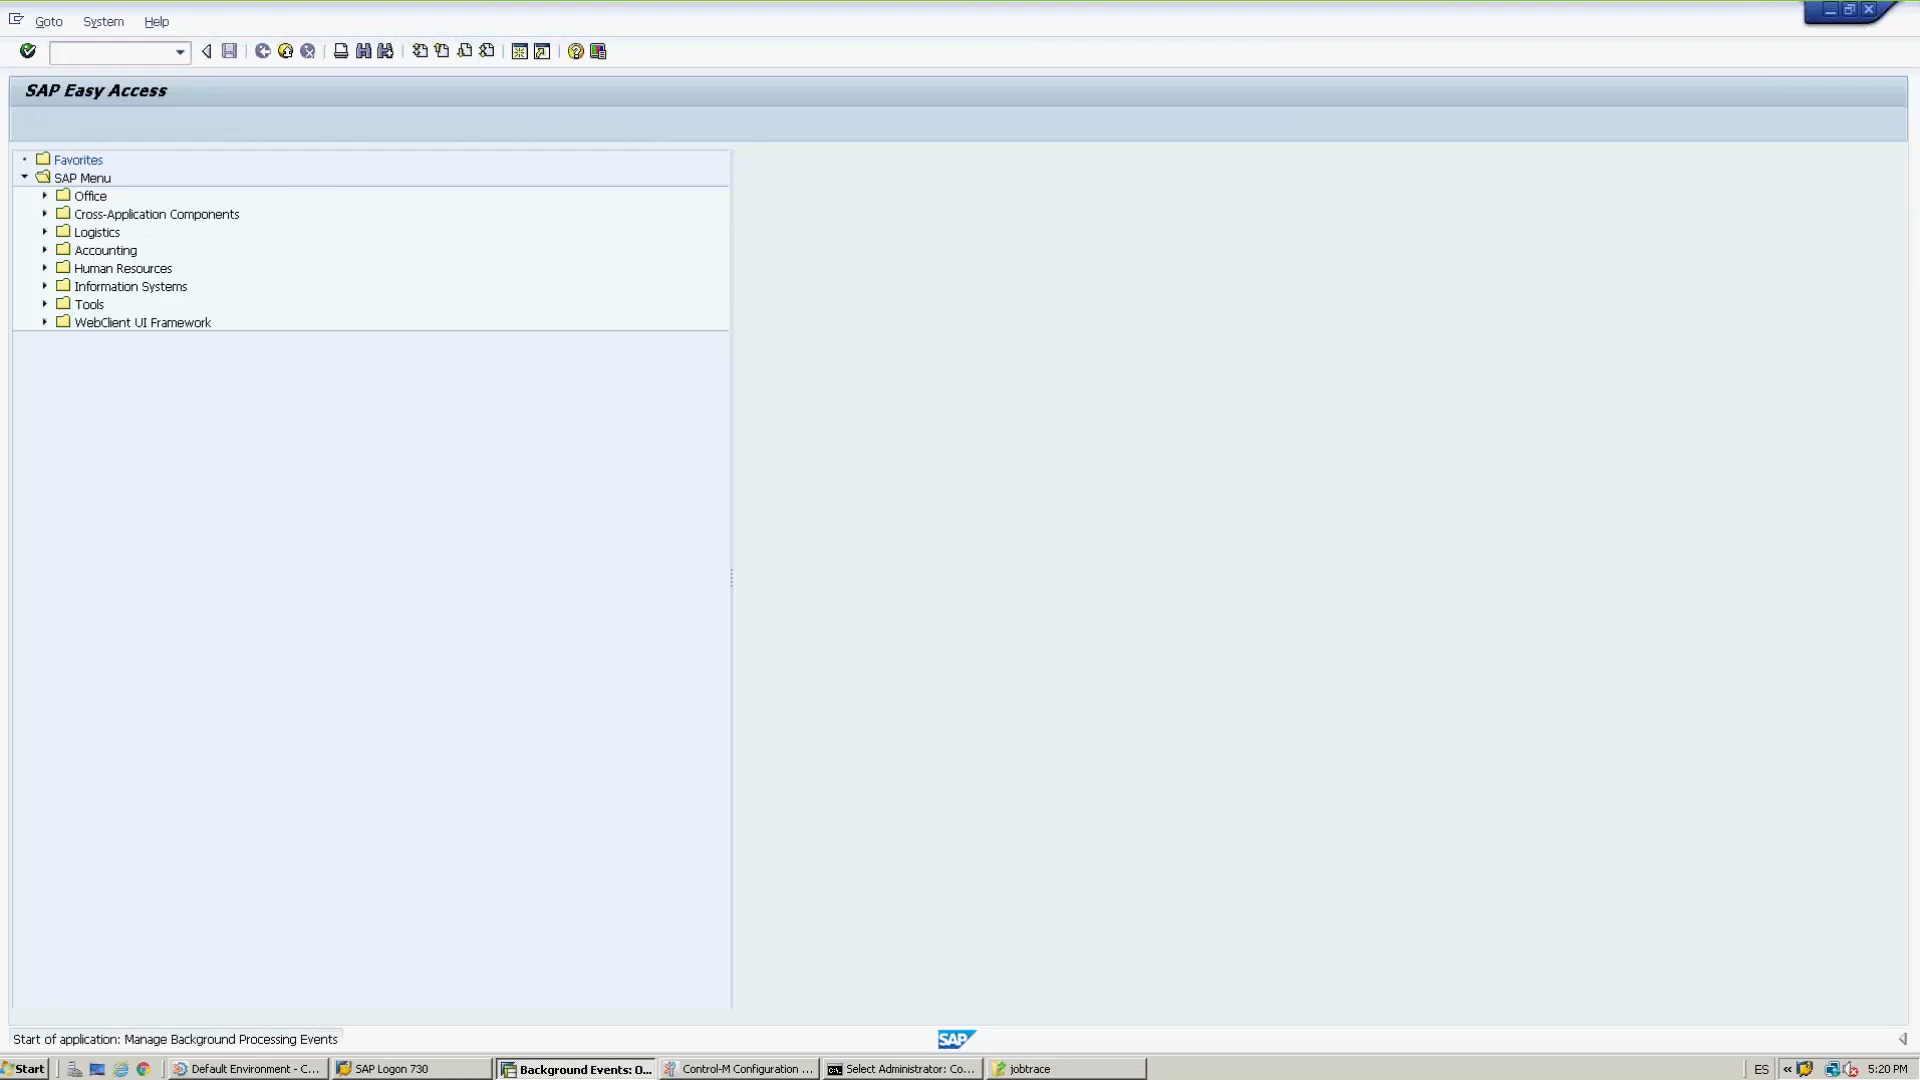 Goto System Help
SAP Easy Access
Favorites
SAP Menu
Office
Cross-Application Components
Logistics
Accounting
Human Resources
Information Systems
Tools
WebClient UI Framework
Start of application: Manage Background Processing Events
SAP
Start Default Environment - C... SAP Logon 730 Background Events: O... Control-M Configuration ... Select Administrator: Co... jobtrace ES « 5:20 PM